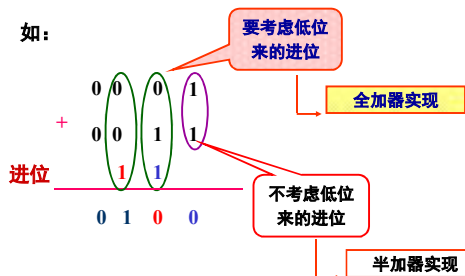 如：
要考虑低位
来的进位
全加器实现
0 0 0 1
+
0 0 1 1
进位 1 1
0 1 0 0
不考虑低位
来的进位
半加器实现